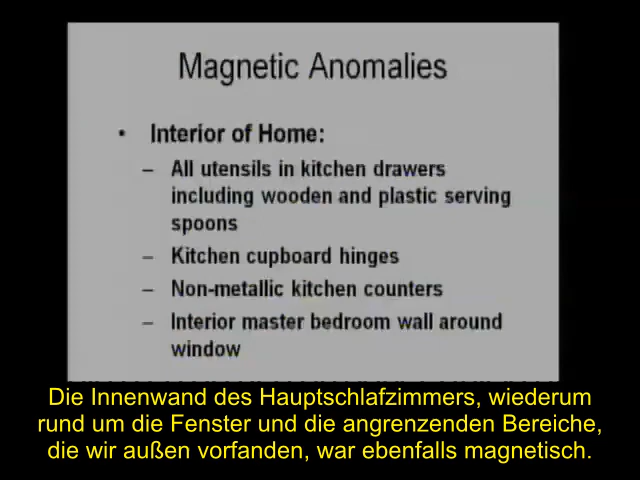 Magnetic Anomalies
• Interior of Home:
– All utensils in kitchen drawers
including wooden and plastic serving
spoons
– Kitchen cupboard hinges
– Non-metallic kitchen counters
– Interior master bedroom wall around
window
Die Innenwand des Hauptschlafzimmers, wiederum
rund um die Fenster und die angrenzenden Bereiche,
die wir außen vorfanden, war ebenfalls magnetisch.